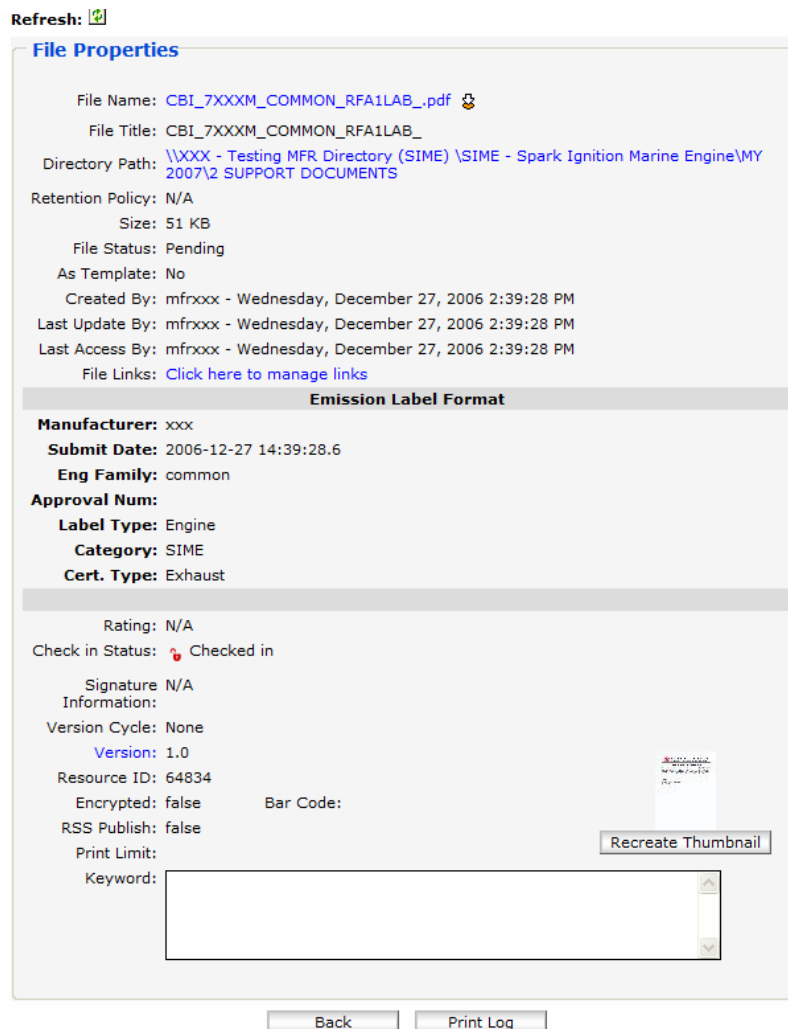 Refresh:
File Properties
File Name: CBI_7XXXM_COMMON_RFA1LAB_.pdf
File Title: CBI_7XXXM_COMMON_RFA1LAB_
Directory Path: \\XXX - Testing MFR Directory (SIME) \SIME - Spark Ignition Marine Engine\MY
2007\2 SUPPORT DOCUMENTS
Retention Policy: N/A
Size: 51 KB
File Status: Pending
As Template: No
Created By: mfrxxx - Wednesday, December 27, 2006 2:39:28 PM
Last Update By: mfrxxx - Wednesday, December 27, 2006 2:39:28 PM
Last Access By: mfrxxx - Wednesday, December 27, 2006 2:39:28 PM
File Links: Click here to manage links
Emission Label Format
Manufacturer: xxx
Submit Date: 2006-12-27 14:39:28.6
Eng Family: common
Approval Num:
Label Type: Engine
Category: SIME
Cert. Type: Exhaust
Rating: N/A
Check in Status: Checked in
Signature N/A
Information:
Version Cycle: None
Version: 1.0
Resource ID: 64834
Encrypted: false Bar Code:
RSS Publish: false
Recreate Thumbnail
Print Limit:
Keyword:
Back Print Log